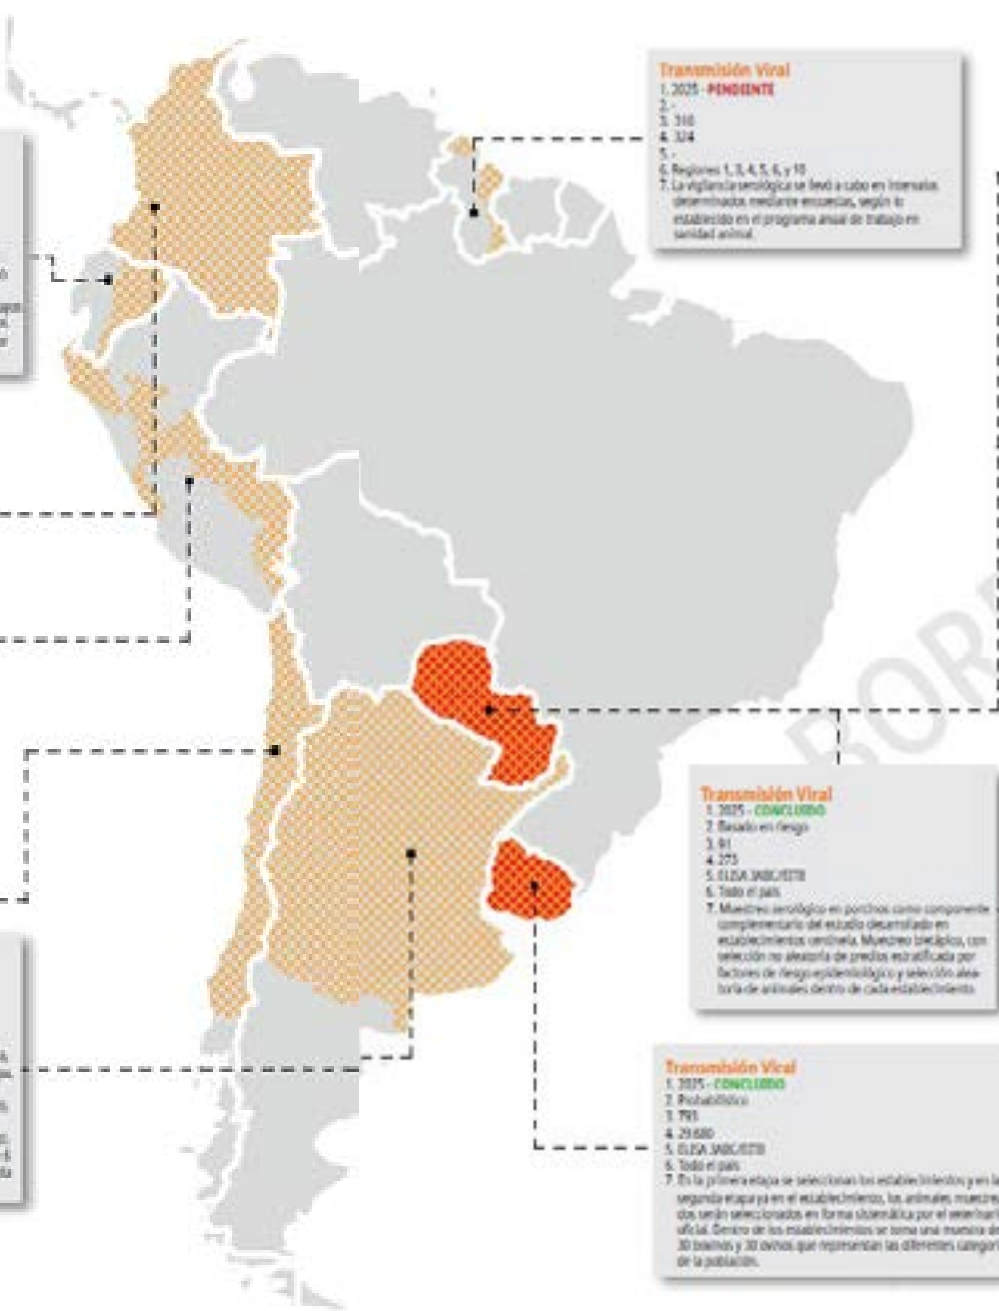 Transmisión Viral
1. 2025 - PENDIENTE
2. -
3. 310
4. 324
5. -
6. Regiones 1, 3, 4, 5, 6, y 10
7. La vigilancia serológica se llevó a cabo en intervalos
determinados mediante encuestas, según lo
establecido en el programa anual de trabajo en
sanidad animal.
BOR
Transmisión Viral
1. 2025 - CONCLUIDO
2. Basado en riesgo
3. 91
4. 273
5. ELISA 3ABC/EITB
6. Todo el país
7. Muestreo serológico en porcinos como componente
complementario del estudio desarrollado en
establecimientos centinela. Muestreo bietápico, con
selección no aleatoria de predios estratificada por
factores de riesgo epidemiológico y selección alea-
toria de animales dentro de cada establecimiento
Transmisión Viral
1. 2025 - CONCLUIDO
2. Probabilístico
3. 793
4. 29.680
5. ELISA 3ABC/EITB
6. Todo el país
7. En la primera etapa se seleccionan los establecimientos y en la
segunda etapa ya en el establecimiento, los animales muestrea
dos serán seleccionados en forma sistemática por el veterinari
oficial. Dentro de los establecimientos se toma una muestra de
30 bovinos y 30 ovinos que representan las diferentes categorí
de la población.